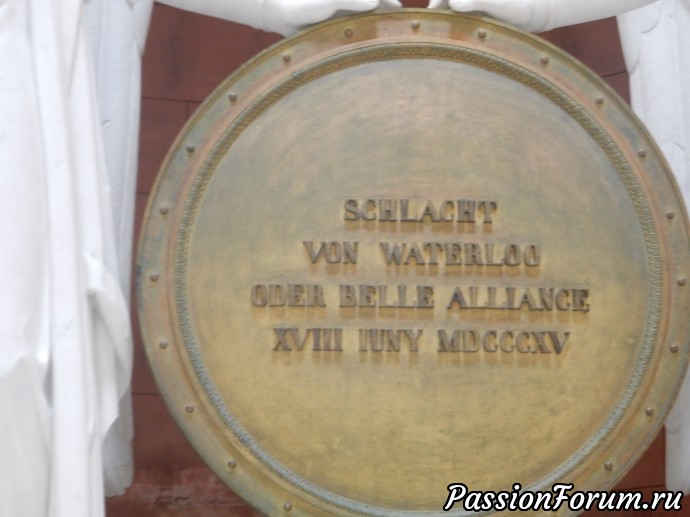 SCHLACHT
VON WATERLOO
ODER BELLE ALLIANCE
XVIII IUNY MDCCCXV
PassionForum.ru